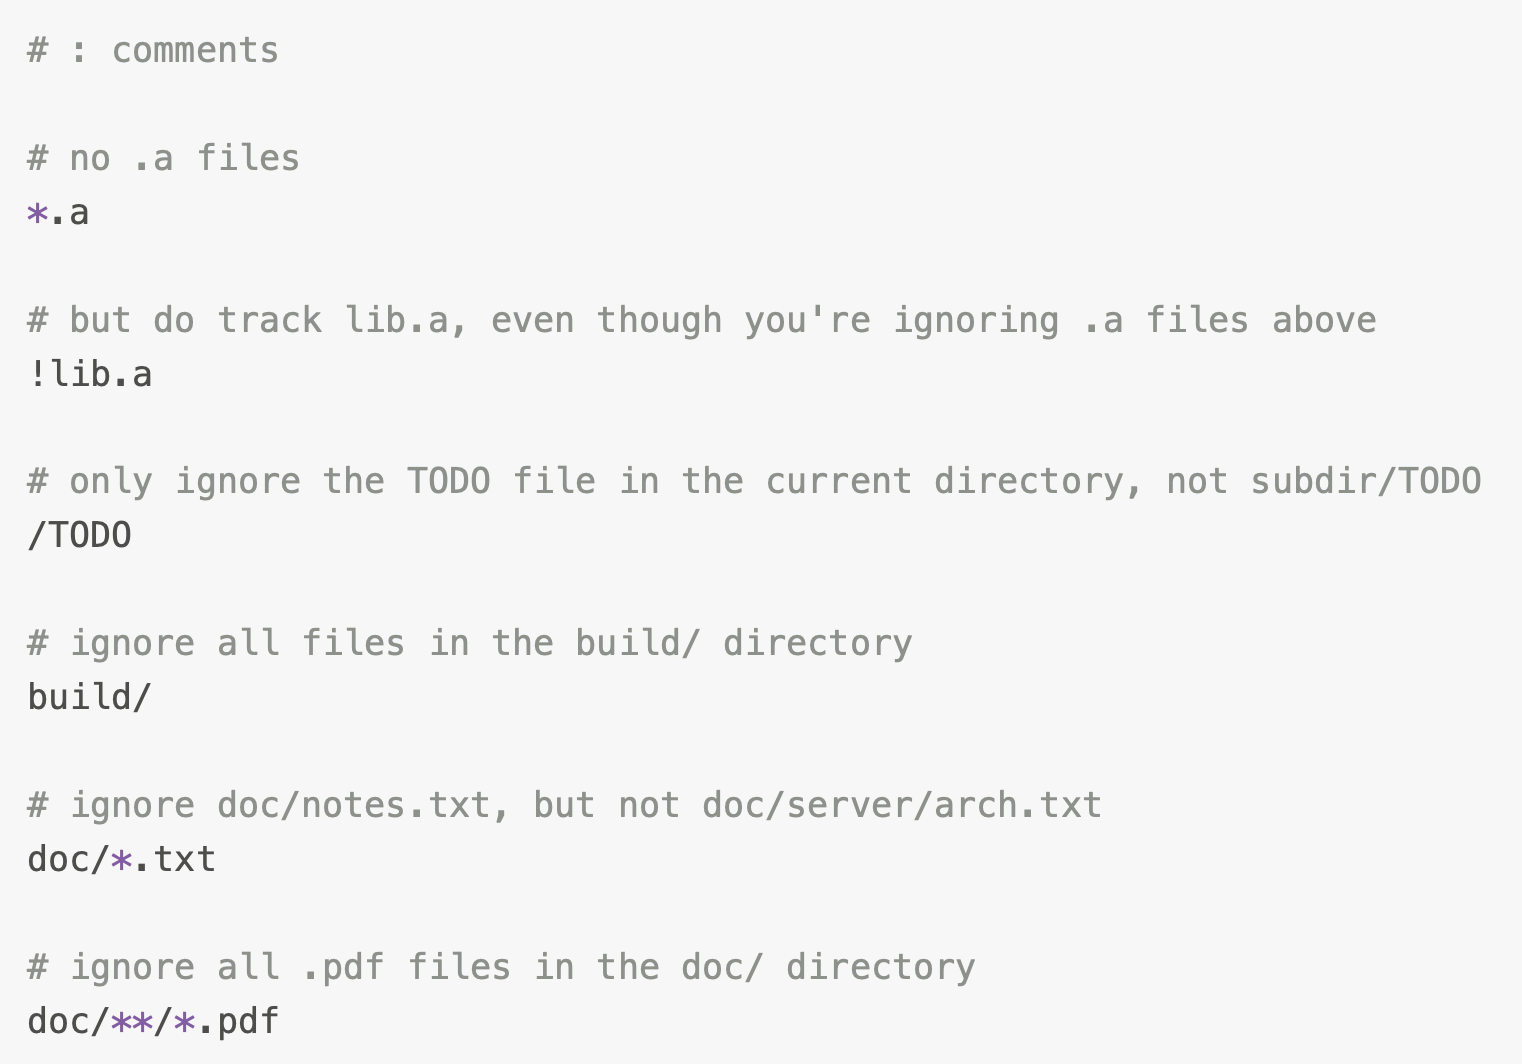 # : comments
# no .a files
*.a
# but do track lib.a, even though you're ignoring .a files above
!lib.a
# only ignore the TODO file in the current directory, not subdir/TODO
/TODO
# ignore all files in the build/ directory
build/
# ignore doc/notes.txt, but not doc/server/arch.txt
doc/*.txt
# ignore all .pdf files in the doc/ directory
doc/**/*.pdf